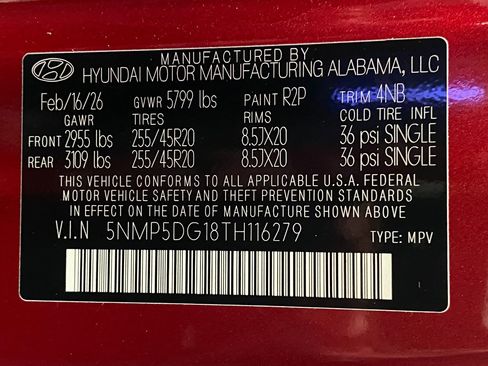 MANUFACTURED BY
HYUNDAI MOTOR MANUFACTURING ALABAMA, LLC
Feb/16/26 GVWR 5799 lbs PAINT R2P TRIM 4NB
GAWR TIRES RIMS COLD TIRE INFL
FRONT 2955 lbs 255/45R20 8.5JX20 36 psi SINGLE
REAR 3109 lbs 255/45R20 8.5JX20 36 psi SINGLE
THIS VEHICLE CONFORMS TO ALL APPLICABLE U.S.A. FEDERAL
MOTOR VEHICLE SAFETY AND THEFT PREVENTION STANDARDS
IN EFFECT ON THE DATE OF MANUFACTURE SHOWN ABOVE
V.I.N 5NMP5DG18TH116279 TYPE: MPV